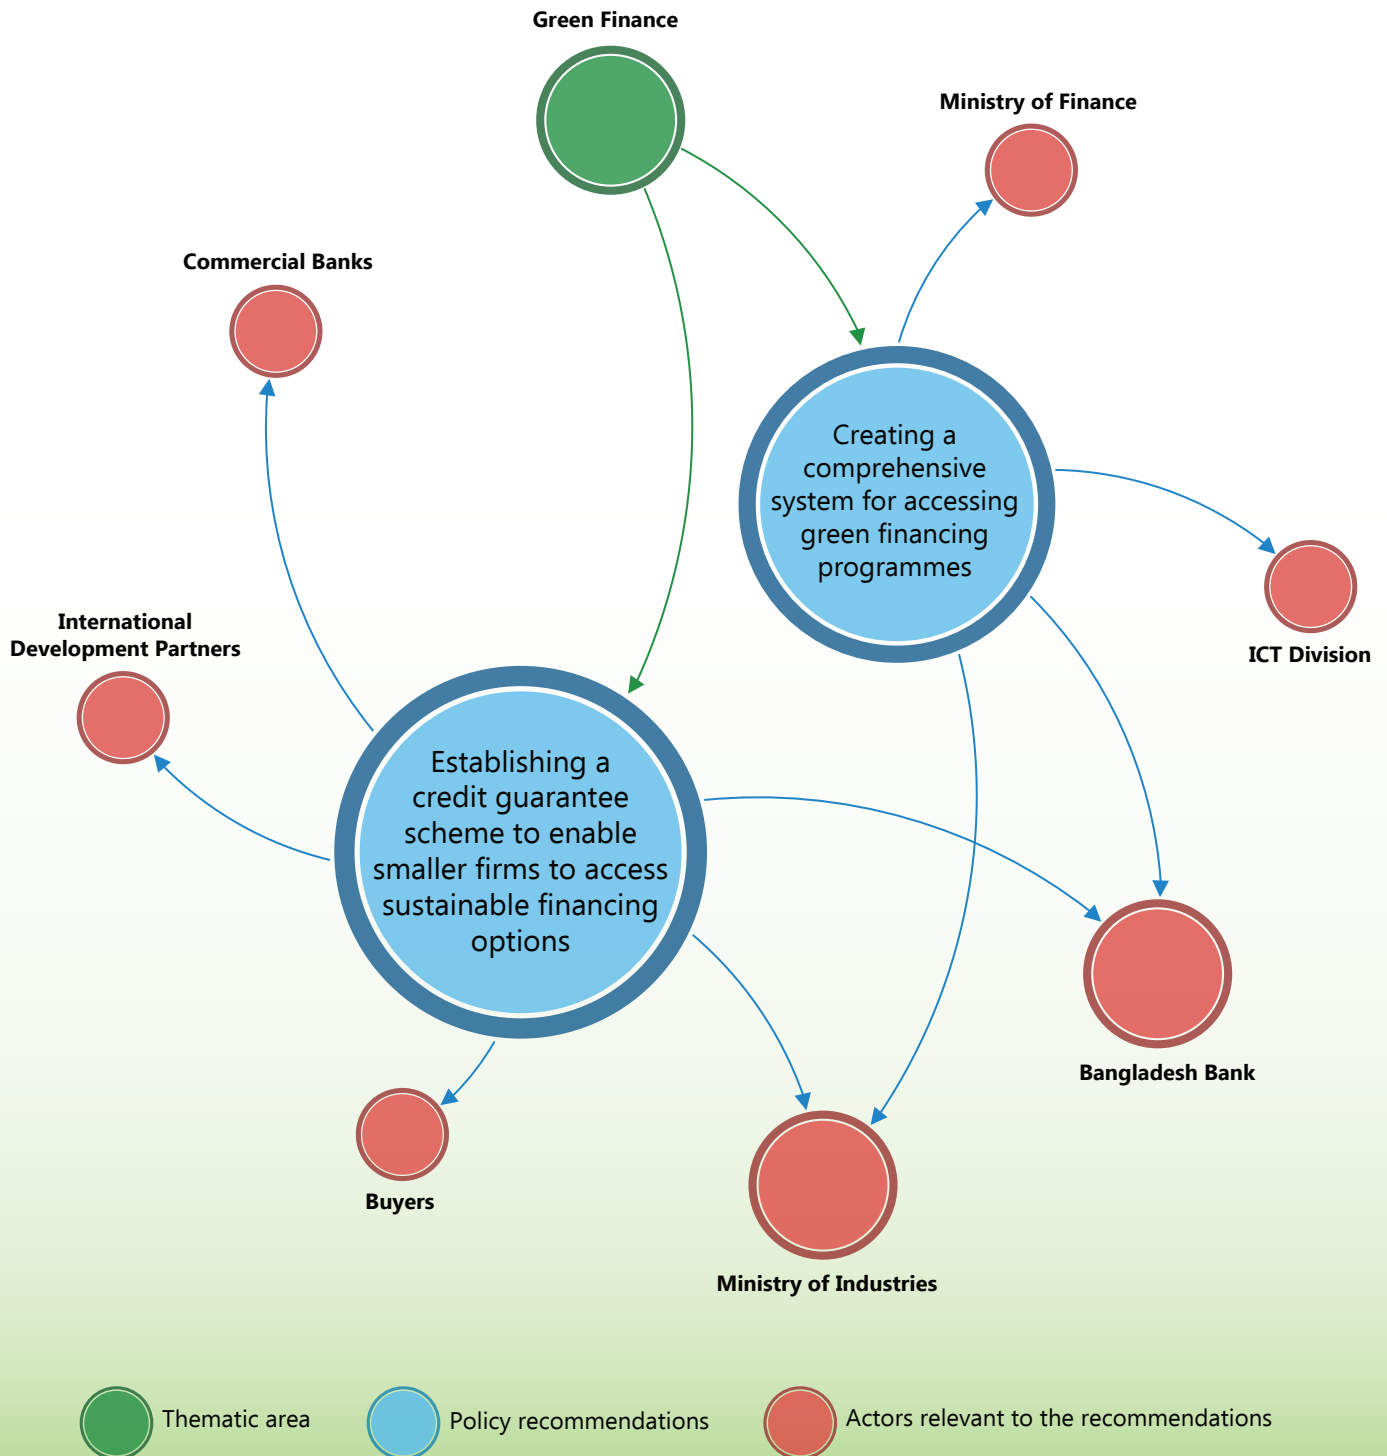 Green Finance
Ministry of Finance
Commercial Banks
Creating a
comprehensive
system for accessing
green financing
programmes
International
Development Partners
ICT Division
Establishing a
credit guarantee
scheme to enable
smaller firms to access
sustainable financing
options
Bangladesh Bank
Buyers
Ministry of Industries
Thematic area
Policy recommendations
Actors relevant to the recommendations